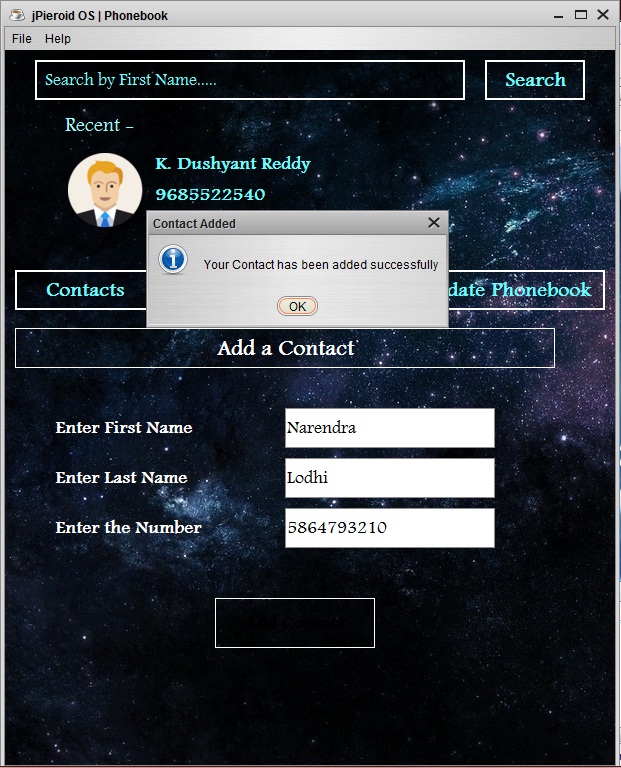 jPieroid OS | Phonebook
File Help
Search by First Name.....
Search
Recent -
K. Dushyant Reddy
9685522540
Contact Added
Your Contact has been added successfully
OK
Contacts
date Phonebook
Add a Contact
Enter First Name
Narendra
Enter Last Name
Lodhi
Enter the Number
5864793210